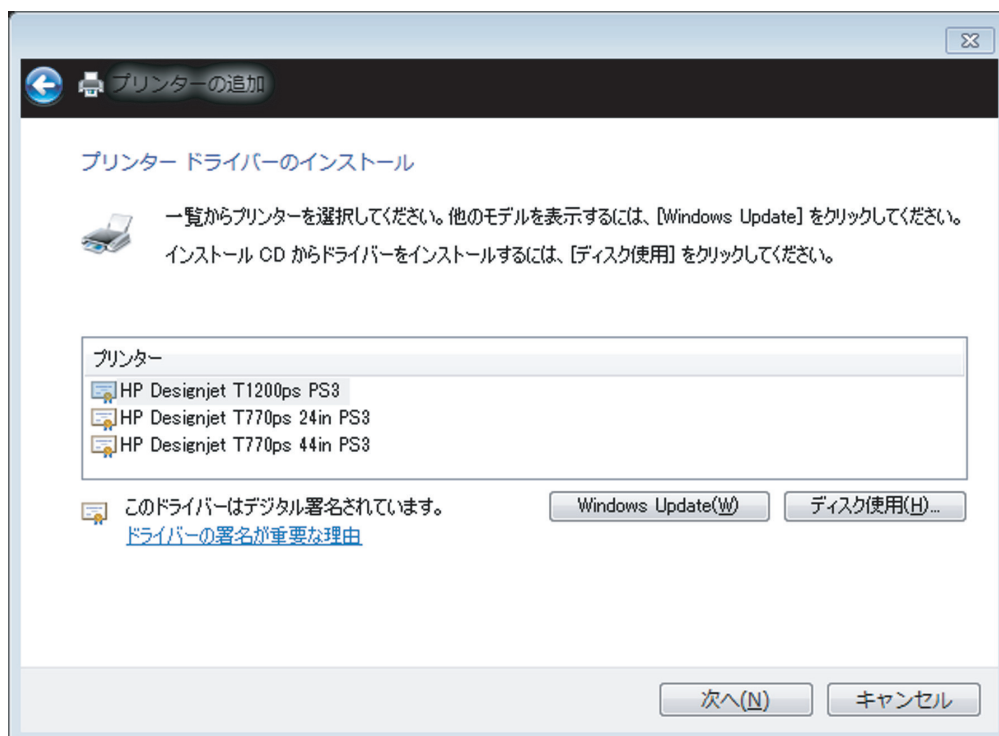 プリンターの追加
プリンター ドライバーのインストール
一覧からプリンターを選択してください。他のモデルを表示するには、[Windows Update] をクリックしてください。
インストール CD からドライバーをインストールするには、[ディスク使用] をクリックしてください。
プリンター
HP Designjet T1200ps PS3
HP Designjet T770ps 24in PS3
HP Designjet T770ps 44in PS3
このドライバーはデジタル署名されています。
Windows Update(W)
ディスク使用(H)...
ドライバーの署名が重要な理由
次へ(N)
キャンセル